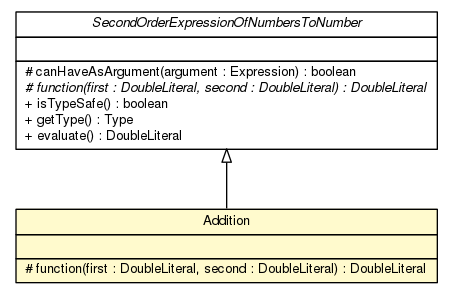 SecondOrderExpressionOfNumbersToNumber
# canHaveAsArgument(argument : Expression) : boolean
# function(first : DoubleLiteral, second : DoubleLiteral) : DoubleLiteral
+ isTypeSafe() : boolean
+ getType() : Type
+ evaluate() : DoubleLiteral
Addition
# function(first : DoubleLiteral, second : DoubleLiteral) : DoubleLiteral